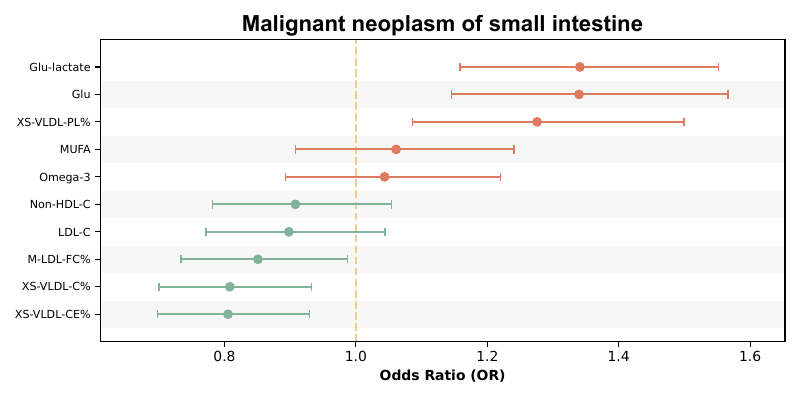 Malignant neoplasm of small intestine
Glu-lactate
Glu
XS-VLDL-PL%
MUFA
Omega-3
Non-HDL-C
LDL-C
M-LDL-FC%
XS-VLDL-C%
XS-VLDL-CE%
0.8 1.0 1.2 1.4 1.6
Odds Ratio (OR)